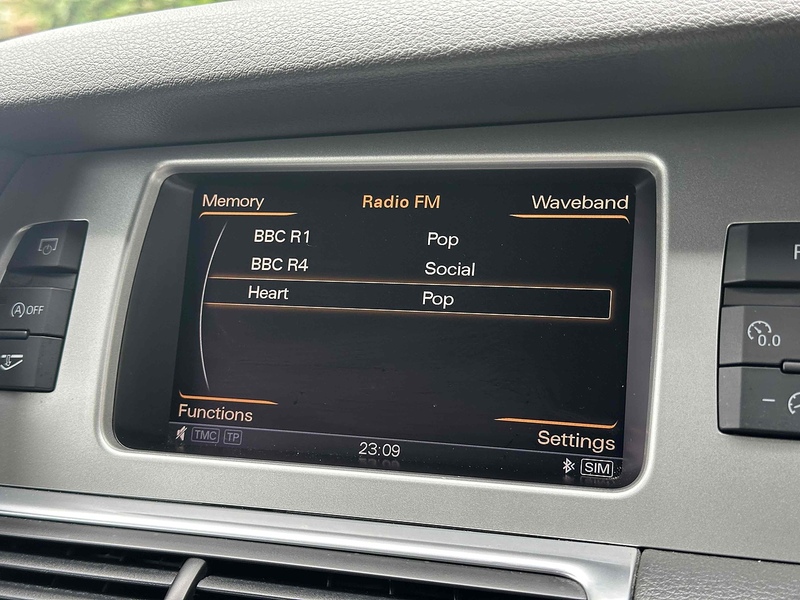 Memory Radio FM Waveband
BBC R1 Pop
BBC R4 Social
Heart Pop
Functions
Settings
TMC TP 23:09 SIM
A OFF
0.0